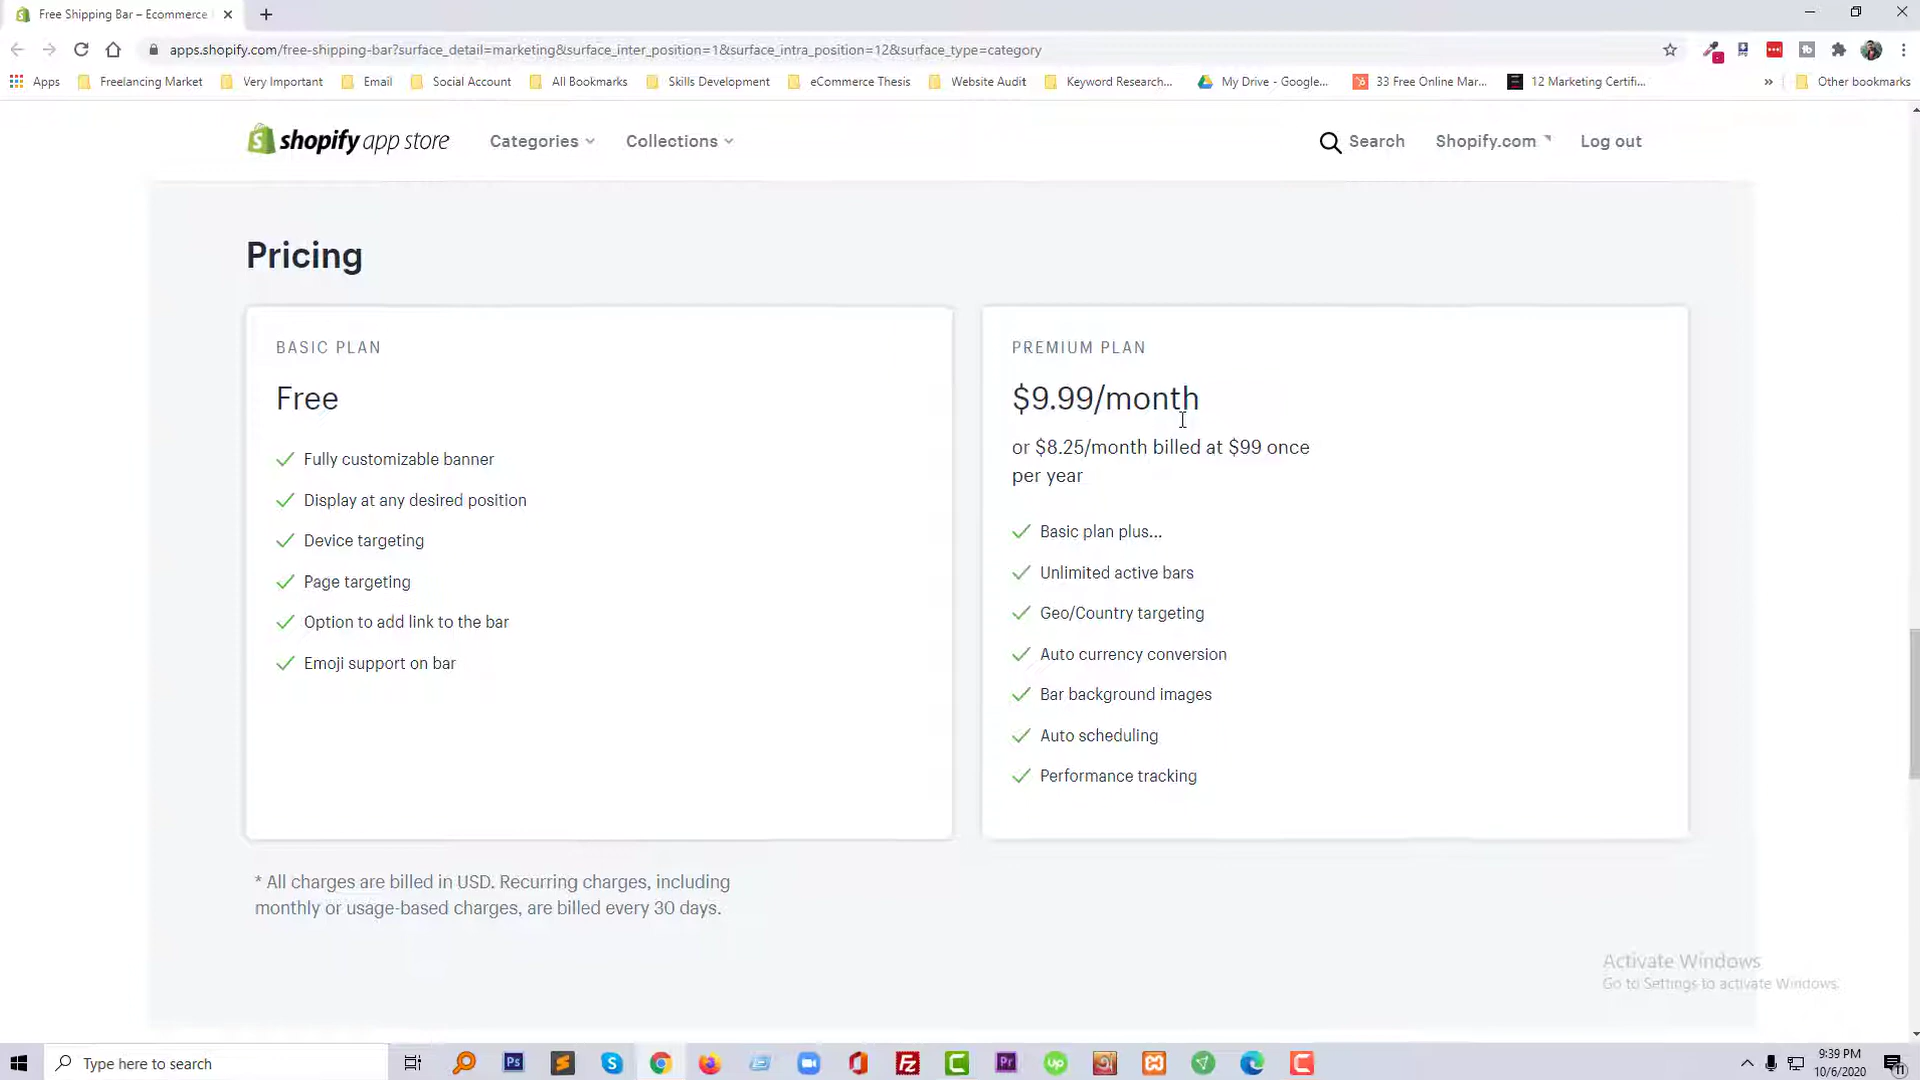 Free Shipping Bar – Ecommerce
apps.shopify.com/free-shipping-bar?surface_detail=marketing&surface_inter_position=1&surface_intra_position=12&surface_type=category
Apps Freelancing Market Very Important Email Social Account All Bookmarks Skills Development eCommerce Thesis Website Audit Keyword Research... My Drive - Google... 33 Free Online Mar... 12 Marketing Certifi... » Other bookmarks
shopify app store Categories Collections Search Shopify.com Log out
Pricing
BASIC PLAN
Free
Fully customizable banner
Display at any desired position
Device targeting
Page targeting
Option to add link to the bar
Emoji support on bar
PREMIUM PLAN
$9.99/month
or $8.25/month billed at $99 once
per year
Basic plan plus...
Unlimited active bars
Geo/Country targeting
Auto currency conversion
Bar background images
Auto scheduling
Performance tracking
* All charges are billed in USD. Recurring charges, including
monthly or usage-based charges, are billed every 30 days.
Activate Windows
Go to Settings to activate Windows.
Type here to search
9:39 PM
10/6/2020